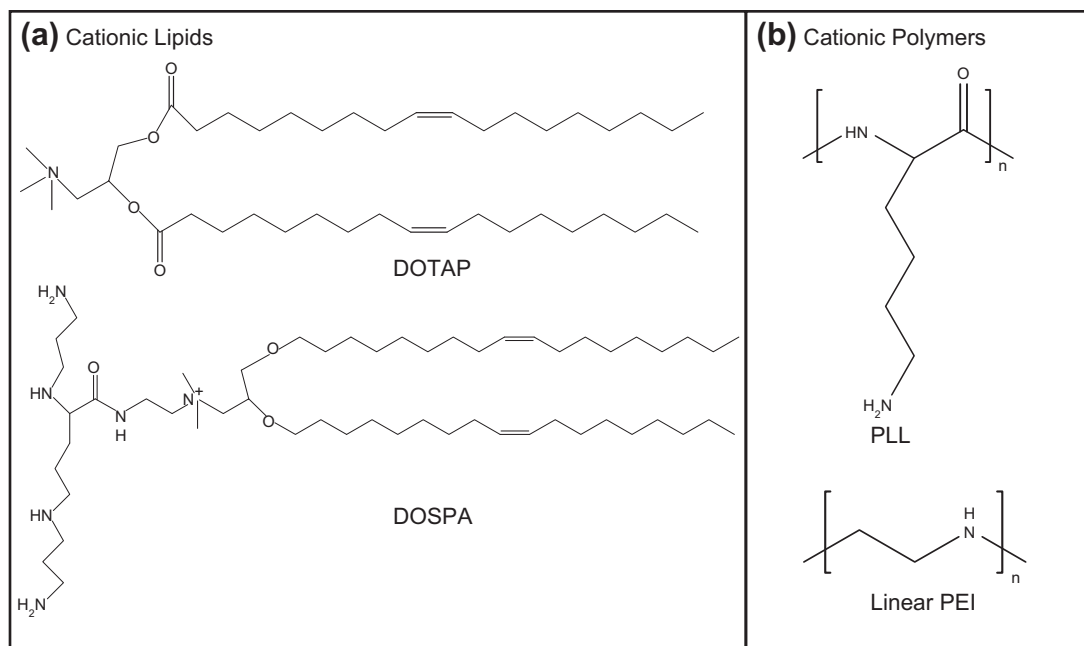 (a) Cationic Lipids
O
O
N
O
O
DOTAP
H₂N
O
O
HN
N
H
N+
O
HN
DOSPA
H₂N
(b) Cationic Polymers
O
HN
n
H₂N
PLL
H
N
n
Linear PEI